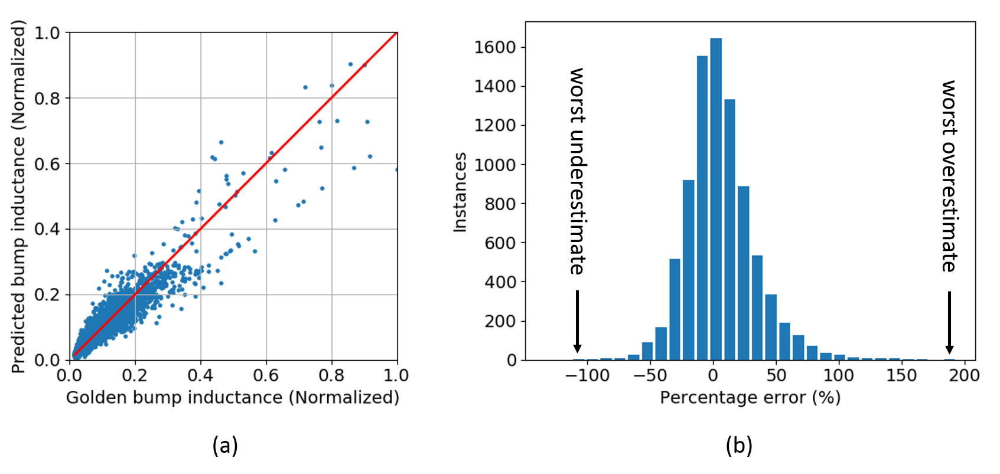 Predicted bump inductance (Normalized)
1.0
0.8
0.6
0.4
0.2
0.0
0.0 0.2 0.4 0.6 0.8 1.0
Golden bump inductance (Normalized)
(a)
Instances
1600
1400
1200
1000
800
600
400
200
0
worst underestimate
worst overestimate
−100 −50 0 50 100 150 200
Percentage error (%)
(b)